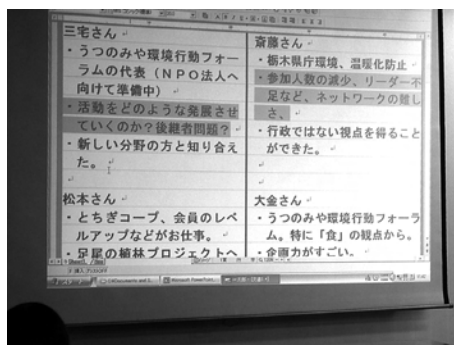 三宅さん
・うつのみや環境行動フォー
ラムの代表（NPO法人へ
向けて準備中）
・活動をどのような発展させ
ていくのか？後継者問題？
・新しい分野の方と知り合え
た。
松本さん
・とちぎコープ、会員のレベ
ルアップなどがお仕事。
・足尾の植林プロジェクトへ
斎藤さん
・栃木県庁環境、温暖化防止
・参加人数の減少、リーダー不
足など、ネットワークの難し
さ、
・行政ではない視点を得ること
ができた。
大金さん
・うつのみや環境行動フォーラ
ム。特に「食」の観点から。
・企画力がすごい。